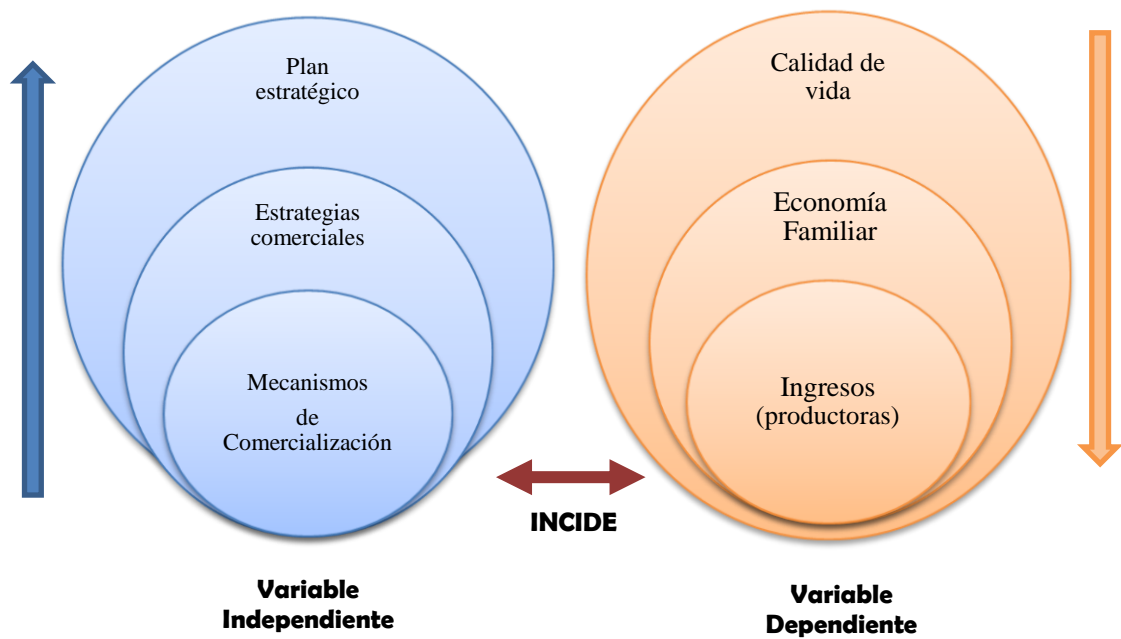 Plan
estratégico
Estrategias
comerciales
Mecanismos
de
Comercialización
Calidad de
vida
Economía
Familiar
Ingresos
(productoras)
INCIDE
Variable
Independiente
Variable
Dependiente